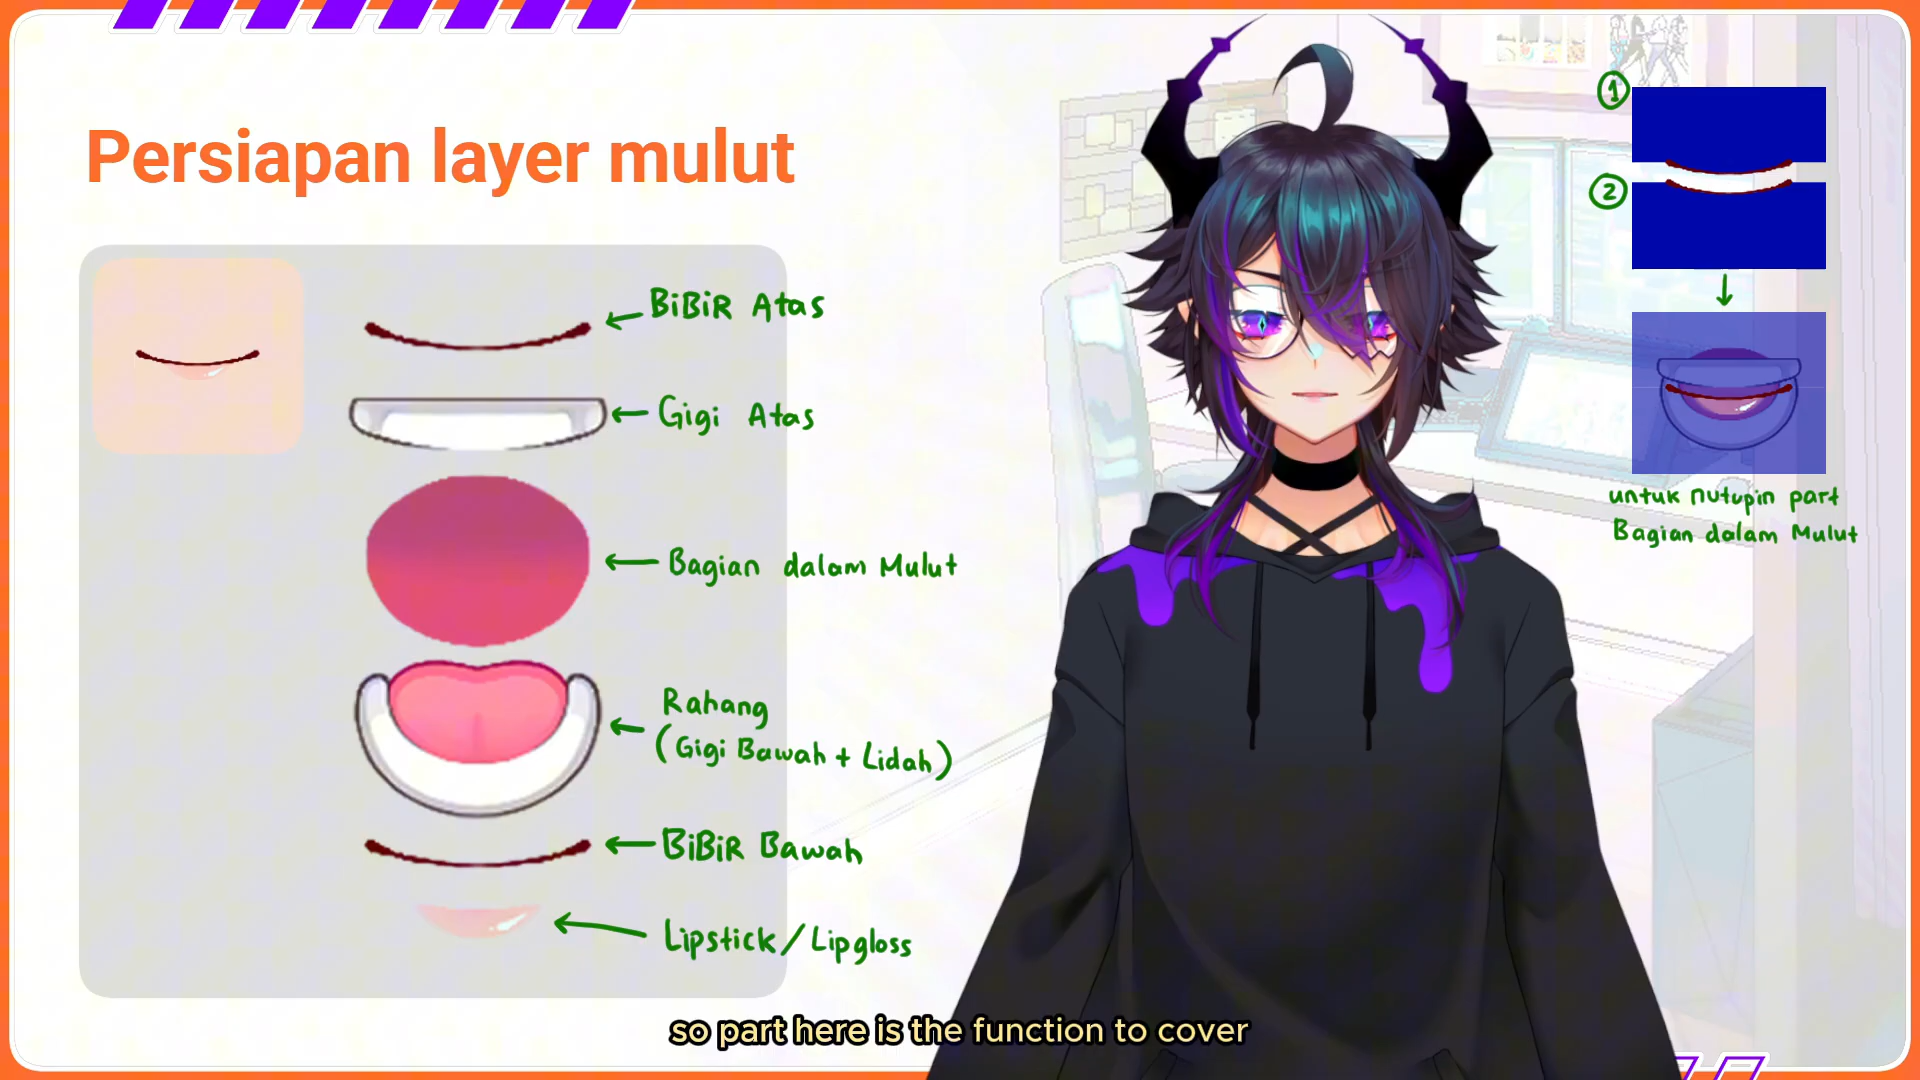 Persiapan layer mulut
BiBiR Atas
Gigi Atas
Bagian dalam Mulut
Rahang
(Gigi Bawah + Lidah)
BiBiR Bawah
Lipstick/Lipgloss
1
2
untuk nutupin part
Bagian dalam Mulut
so part here is the function to cover